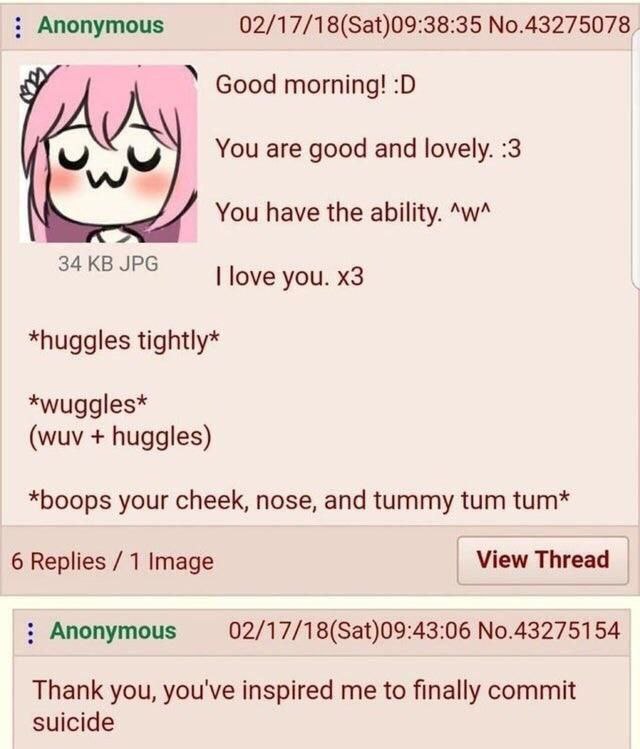 Anonymous 02/17/18(Sat)09:38:35 No.43275078
Good morning! :D
You are good and lovely. :3
You have the ability. ^w^
I love you. x3
34 KB JPG
*huggles tightly*
*wuggles*
(wuv + huggles)
*boops your cheek, nose, and tummy tum tum*
6 Replies / 1 Image View Thread
Anonymous 02/17/18(Sat)09:43:06 No.43275154
Thank you, you've inspired me to finally commit
suicide